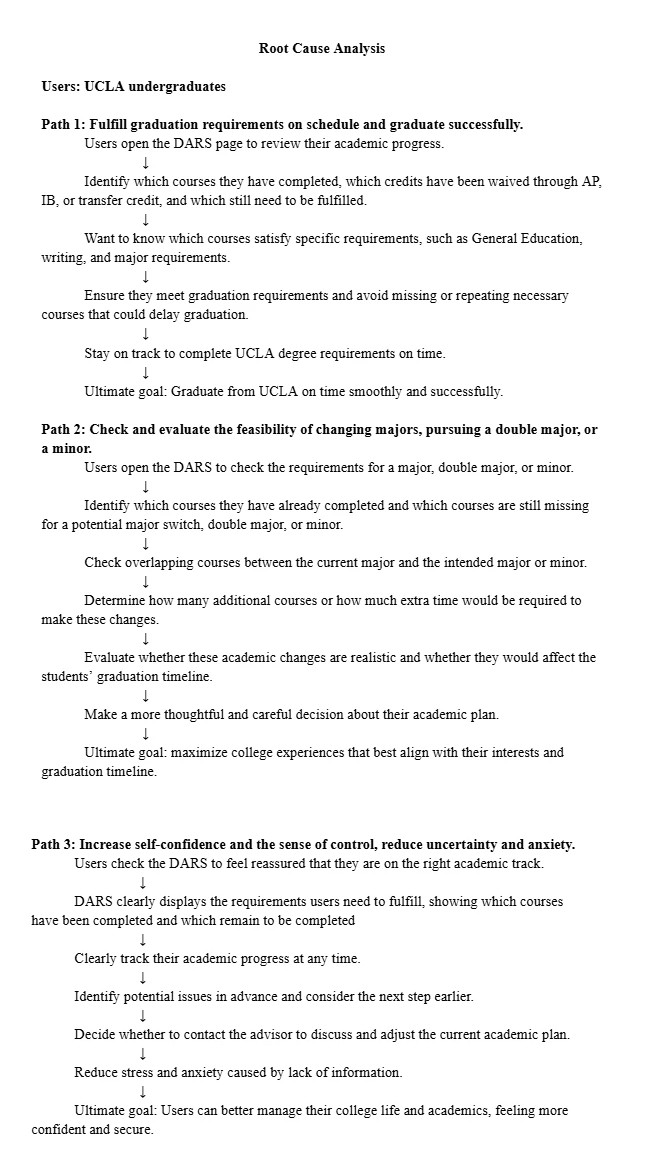 Root Cause Analysis
Users: UCLA undergraduates
Path 1: Fulfill graduation requirements on schedule and graduate successfully.
Users open the DARS page to review their academic progress.
↓
Identify which courses they have completed, which credits have been waived through AP,
IB, or transfer credit, and which still need to be fulfilled.
↓
Want to know which courses satisfy specific requirements, such as General Education,
writing, and major requirements.
↓
Ensure they meet graduation requirements and avoid missing or repeating necessary
courses that could delay graduation.
↓
Stay on track to complete UCLA degree requirements on time.
↓
Ultimate goal: Graduate from UCLA on time smoothly and successfully.
Path 2: Check and evaluate the feasibility of changing majors, pursuing a double major, or
a minor.
Users open the DARS to check the requirements for a major, double major, or minor.
↓
Identify which courses they have already completed and which courses are still missing
for a potential major switch, double major, or minor.
↓
Check overlapping courses between the current major and the intended major or minor.
↓
Determine how many additional courses or how much extra time would be required to
make these changes.
↓
Evaluate whether these academic changes are realistic and whether they would affect the
students’ graduation timeline.
↓
Make a more thoughtful and careful decision about their academic plan.
↓
Ultimate goal: maximize college experiences that best align with their interests and
graduation timeline.
Path 3: Increase self-confidence and the sense of control, reduce uncertainty and anxiety.
Users check the DARS to feel reassured that they are on the right academic track.
↓
DARS clearly displays the requirements users need to fulfill, showing which courses
have been completed and which remain to be completed
↓
Clearly track their academic progress at any time.
↓
Identify potential issues in advance and consider the next step earlier.
↓
Decide whether to contact the advisor to discuss and adjust the current academic plan.
↓
Reduce stress and anxiety caused by lack of information.
↓
Ultimate goal: Users can better manage their college life and academics, feeling more
confident and secure.